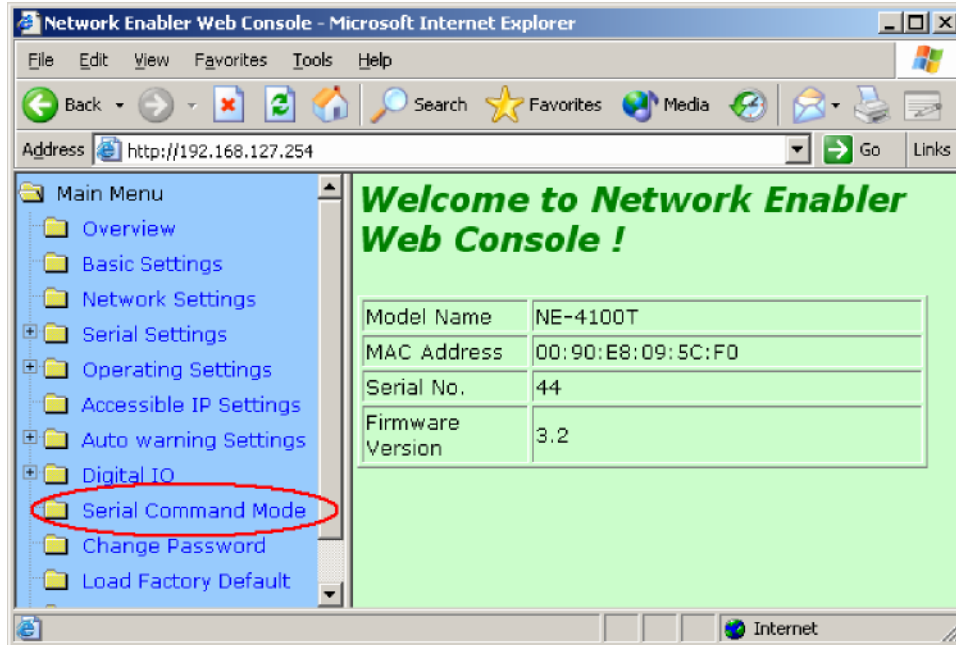 Network Enabler Web Console - Microsoft Internet Explorer
File Edit View Favorites Tools Help
Back Search Favorites Media
Address http://192.168.127.254 Go Links
Main Menu
Overview
Basic Settings
Network Settings
Serial Settings
Operating Settings
Accessible IP Settings
Auto warning Settings
Digital IO
Serial Command Mode
Change Password
Load Factory Default
Welcome to Network Enabler
Web Console !
Model Name NE-4100T
MAC Address 00:90:E8:09:5C:F0
Serial No. 44
Firmware
Version 3.2
Internet